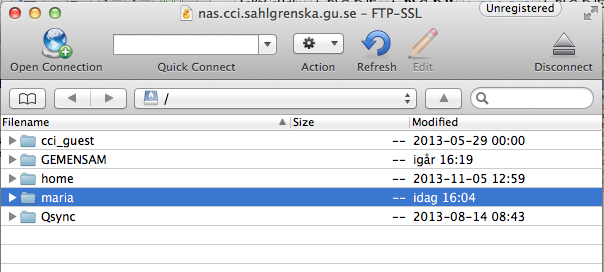 nas.cci.sahlgrenska.gu.se – FTP-SSL Unregistered
Open Connection Quick Connect Action Refresh Edit Disconnect
/
Filename Size Modified
cci_guest -- 2013-05-29 00:00
GEMENSAM -- igår 16:19
home -- 2013-11-05 12:59
maria -- idag 16:04
Qsync -- 2013-08-14 08:43